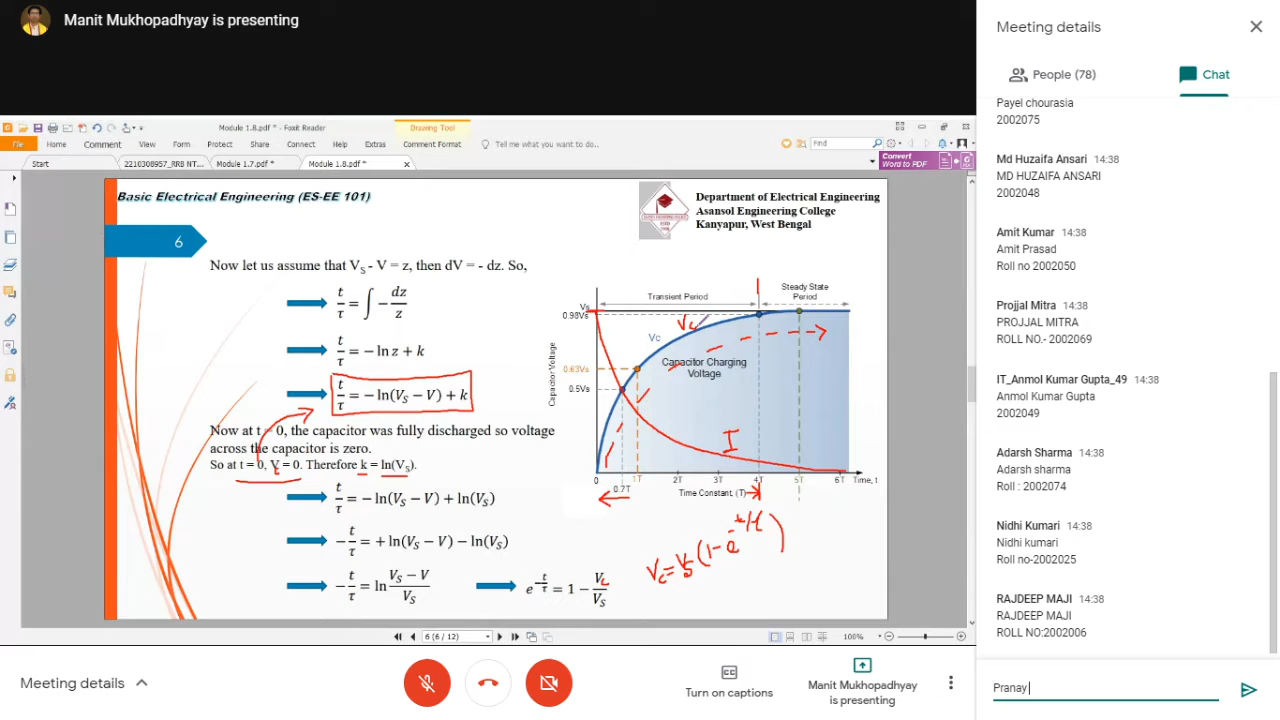 Manit Mukhopadhyay is presenting
Module 1.8.pdf * - Foxit Reader
Drawing Tool
File
Home
Comment
View
Form
Protect
Share
Connect
Help
Extras
Comment Format
Tell me what you want to do...
Find
Start
2210308957_RRB NT...
Module 1.7.pdf *
Module 1.8.pdf *
Convert
Word to PDF
Basic Electrical Engineering (ES-EE 101)
Department of Electrical Engineering
Asansol Engineering College
Kanyapur, West Bengal
6
Now let us assume that V_S - V = z, then dV = - dz. So,
t/τ = ∫ - dz/z
t/τ = −ln z + k
t/τ = −ln(V_S − V) + k
Now at t = 0, the capacitor was fully discharged so voltage
across the capacitor is zero.
So at t = 0, V = 0. Therefore k = ln(V_S).
t/τ = −ln(V_S − V) + ln(V_S)
−t/τ = +ln(V_S − V) − ln(V_S)
−t/τ = ln (V_S − V)/V_S
e^(−t/τ) = 1 − V_c/V_S
Transient Period
Steady State
Period
Vs
0.98Vs
0.63Vs
0.5Vs
Capacitor Voltage
Vc
Vc
Capacitor Charging
Voltage
I
0
0.7T
1T
2T
3T
4T
5T
6T
Time, t
Time Constant, (T)
Vc = Vs (1 − e^(−t/τ))
6 (6 / 12)
100%
Meeting details
Turn on captions
Manit Mukhopadhyay
is presenting
Meeting details
People (78)
Chat
Payel chourasia
2002075
Md Huzaifa Ansari 14:38
MD HUZAIFA ANSARI
2002048
Amit Kumar 14:38
Amit Prasad
Roll no 2002050
Projjal Mitra 14:38
PROJJAL MITRA
ROLL NO.- 2002069
IT_Anmol Kumar Gupta_49 14:38
Anmol Kumar Gupta
2002049
Adarsh Sharma 14:38
Adarsh sharma
Roll : 2002074
Nidhi Kumari 14:38
Nidhi kumari
Roll no-2002025
RAJDEEP MAJI 14:38
RAJDEEP MAJI
ROLL NO:2002006
Pranay